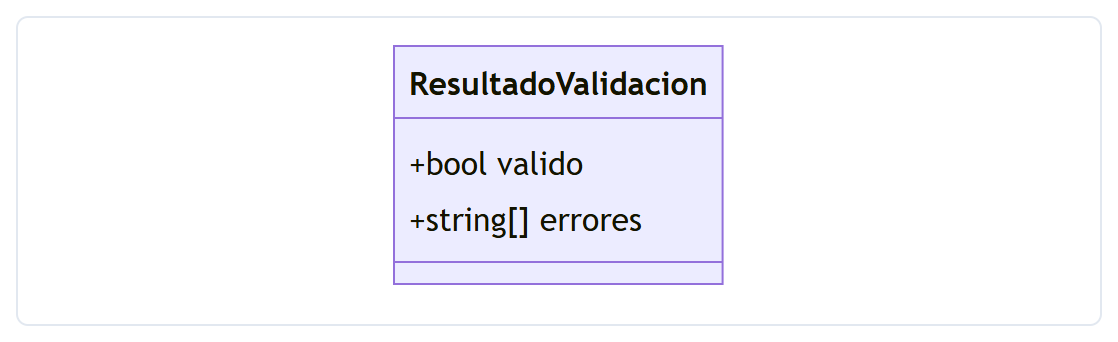 ResultadoValidacion
+bool valido
+string[] errores